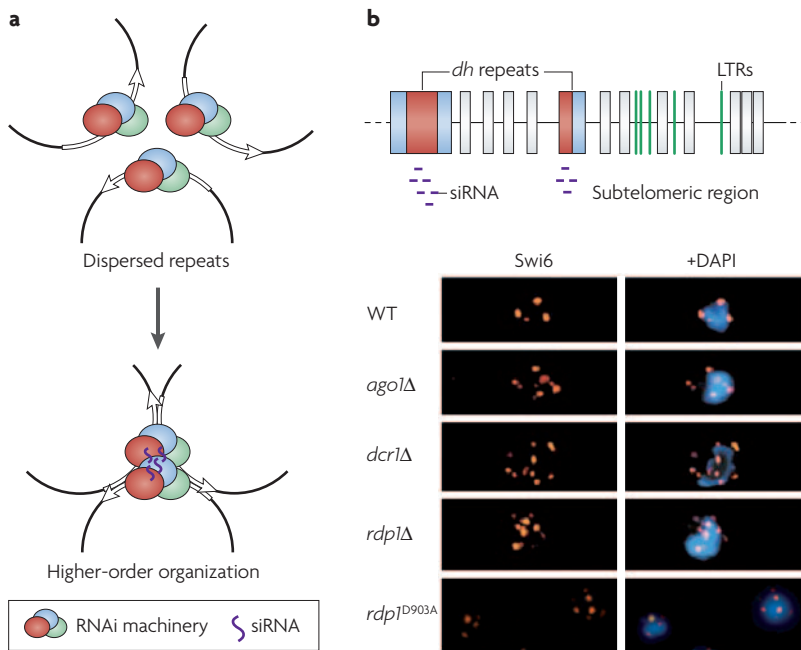 a
Dispersed repeats
Higher-order organization
RNAi machinery
siRNA
b
dh repeats
LTRs
siRNA
Subtelomeric region
Swi6
+DAPI
WT
ago1Δ
dcr1Δ
rdp1Δ
rdp1D903A